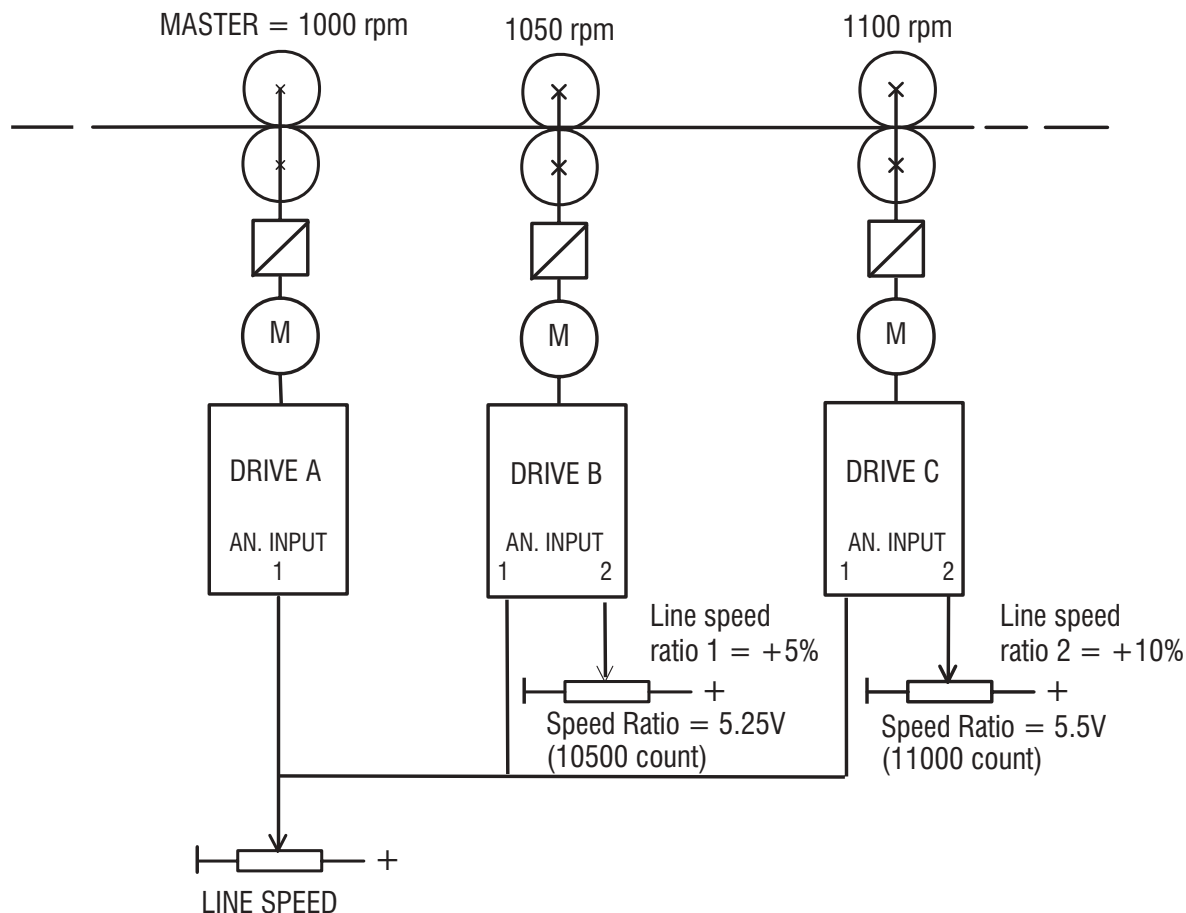 MASTER = 1000 rpm
1050 rpm
1100 rpm
M
M
M
DRIVE A
AN. INPUT
1
DRIVE B
AN. INPUT
1 2
DRIVE C
AN. INPUT
1 2
Line speed
ratio 1 = +5%
+
Speed Ratio = 5.25V
(10500 count)
Line speed
ratio 2 = +10%
+
Speed Ratio = 5.5V
(11000 count)
+
LINE SPEED